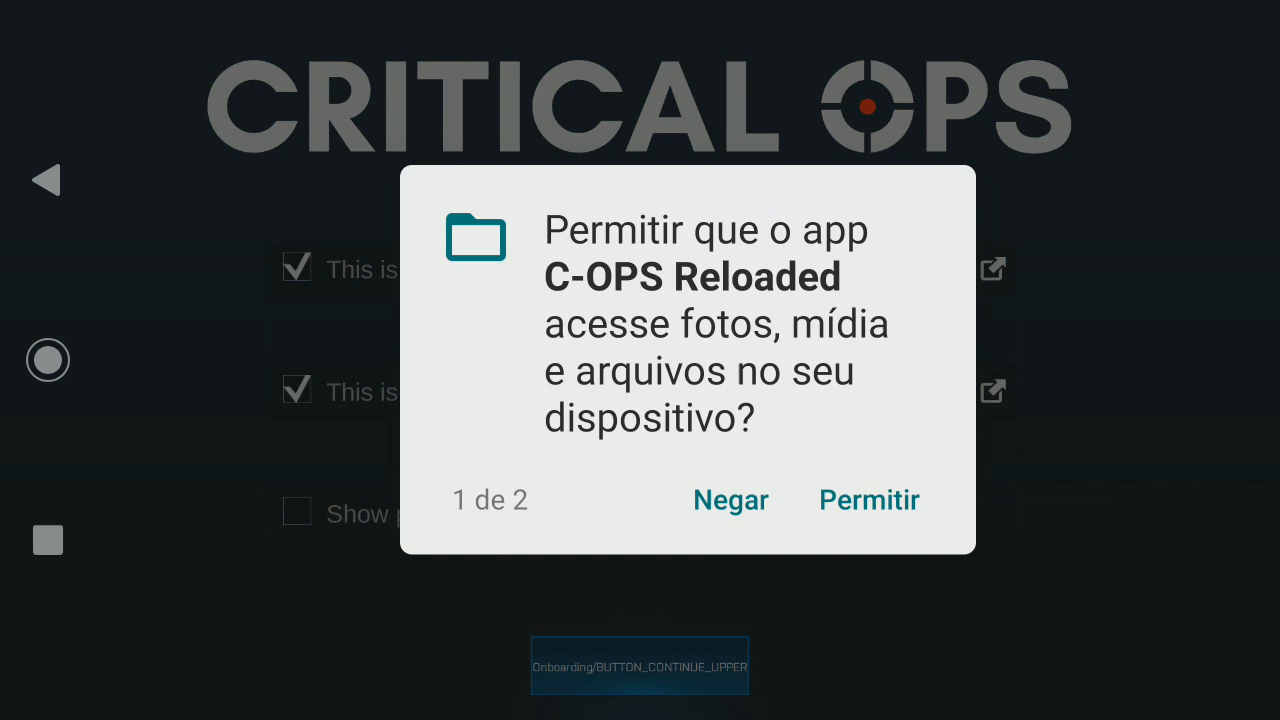 CRITICAL OPS
Permitir que o app
C-OPS Reloaded
acesse fotos, mídia
e arquivos no seu
dispositivo?
1 de 2 Negar Permitir
This is
This is
Show
Onboarding/BUTTON_CONTINUE_UPPER